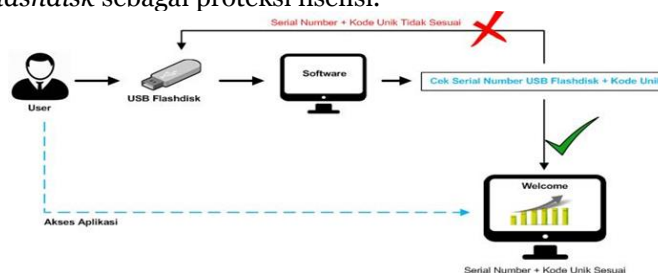 ashdisk sebagai proteksi lisensi.
Serial Number + Kode Unik Tidak Sesuai
Software
Cek Serial Number USB Flashdisk + Kode Unik
USB Flashdisk
User
Welcome
Akses Aplikasi
Serial Number + Kode Unik Sesuai